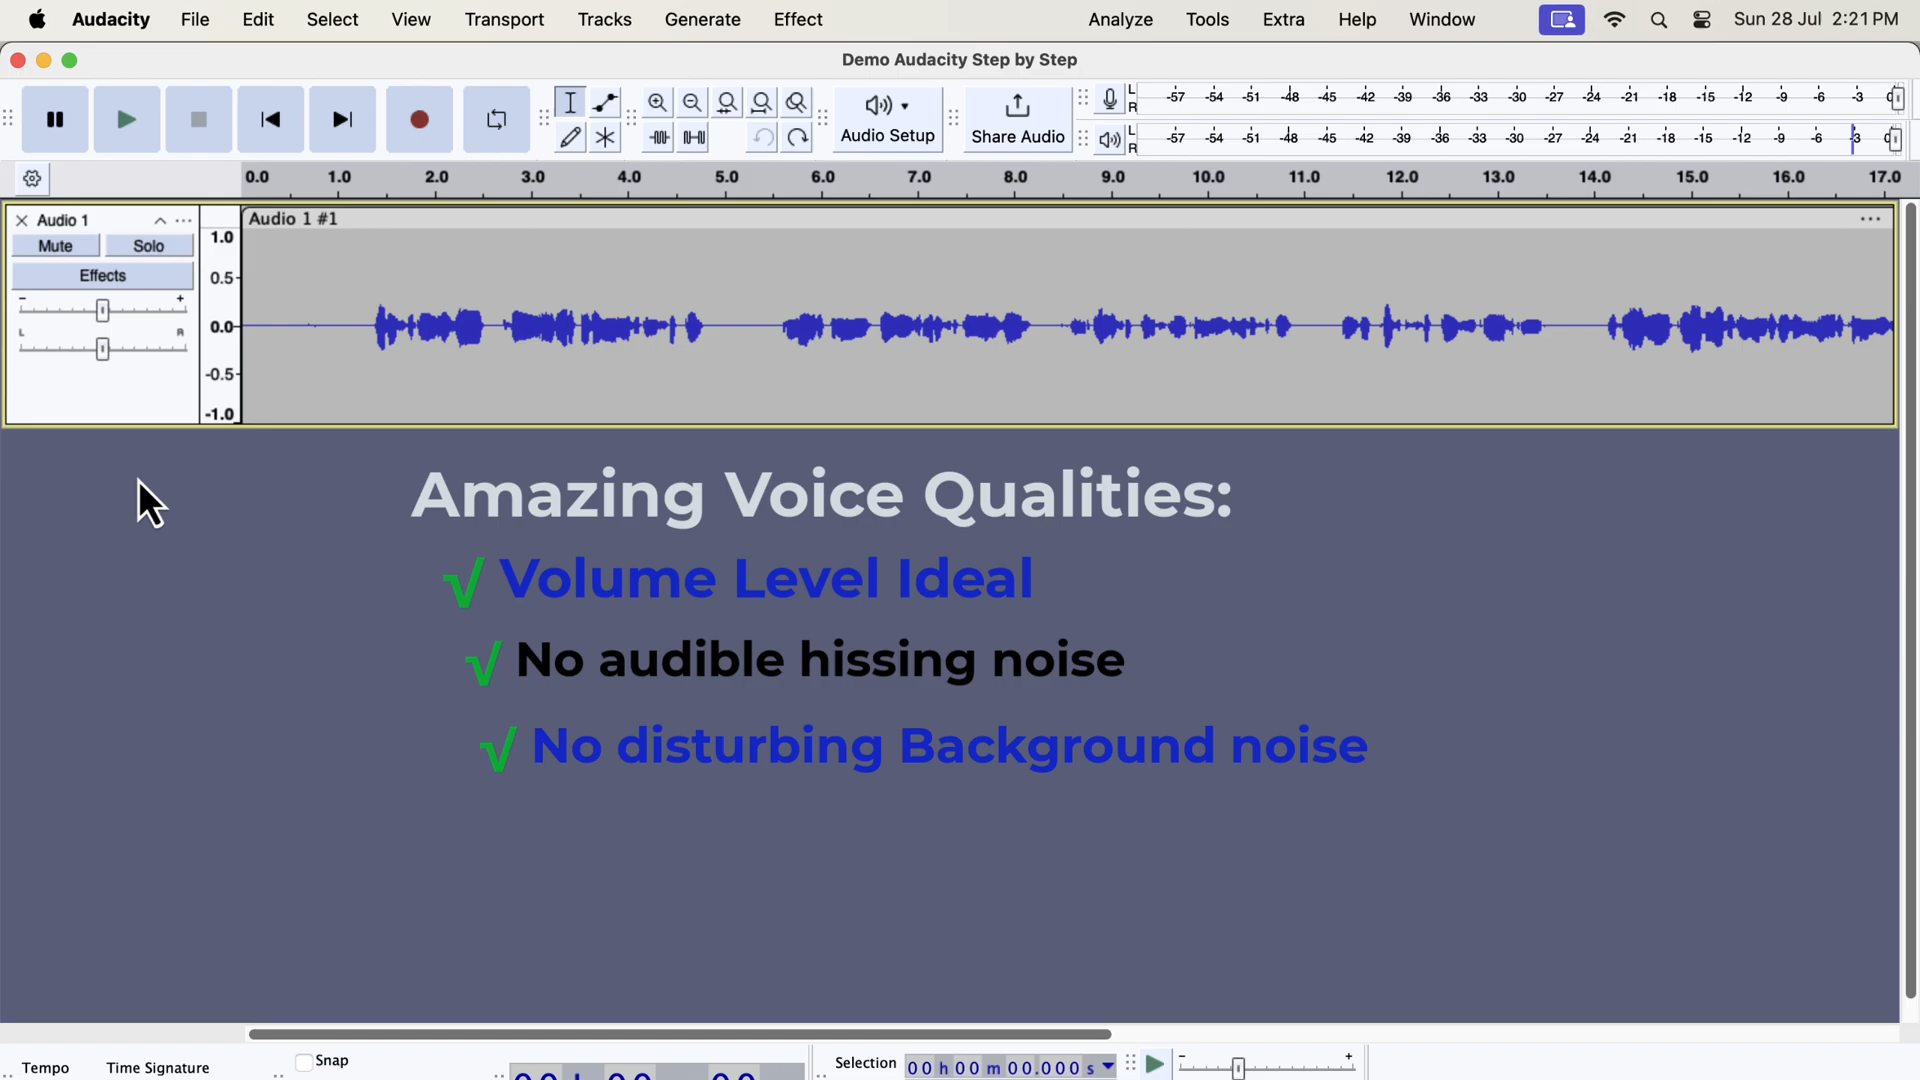 Audacity File Edit Select View Transport Tracks Generate Effect Analyze Tools Extra Help Window Sun 28 Jul 2:21 PM
Demo Audacity Step by Step
L -57 -54 -51 -48 -45 -42 -39 -36 -33 -30 -27 -24 -21 -18 -15 -12 -9 -6 -3 0
R
Audio Setup Share Audio
L -57 -54 -51 -48 -45 -42 -39 -36 -33 -30 -27 -24 -21 -18 -15 -12 -9 -6 -3 0
R
0.0 1.0 2.0 3.0 4.0 5.0 6.0 7.0 8.0 9.0 10.0 11.0 12.0 13.0 14.0 15.0 16.0 17.0
Audio 1 Audio 1 #1
1.0
Mute Solo
Effects 0.5
- +
0.0
L R
-0.5
-1.0
Amazing Voice Qualities:
√ Volume Level Ideal
√ No audible hissing noise
√ No disturbing Background noise
Tempo Time Signature Snap Selection 00 h 00 m 00.000 s - +